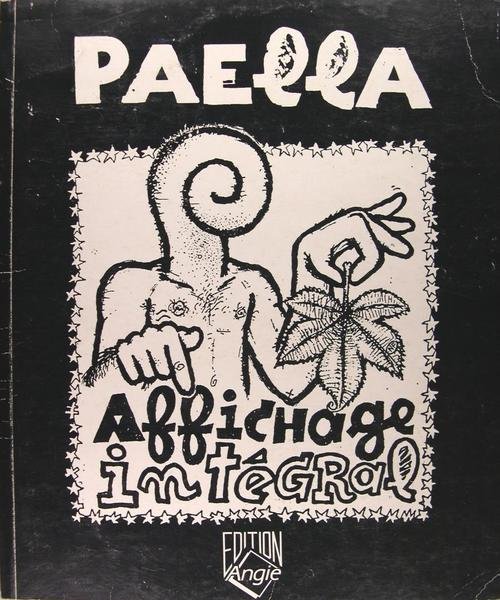 PAElla
Affichage
intéGRal
EDITION
Angie